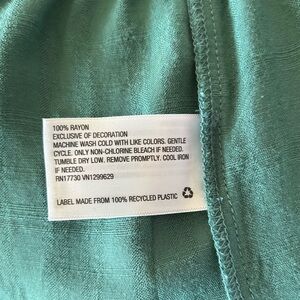 100% RAYON
EXCLUSIVE OF DECORATION
MACHINE WASH COLD WITH LIKE COLORS. GENTLE
CYCLE. ONLY NON-CHLORINE BLEACH IF NEEDED.
TUMBLE DRY LOW. REMOVE PROMPTLY. COOL IRON
IF NEEDED.
RN17730 VN1299629
LABEL MADE FROM 100% RECYCLED PLASTIC